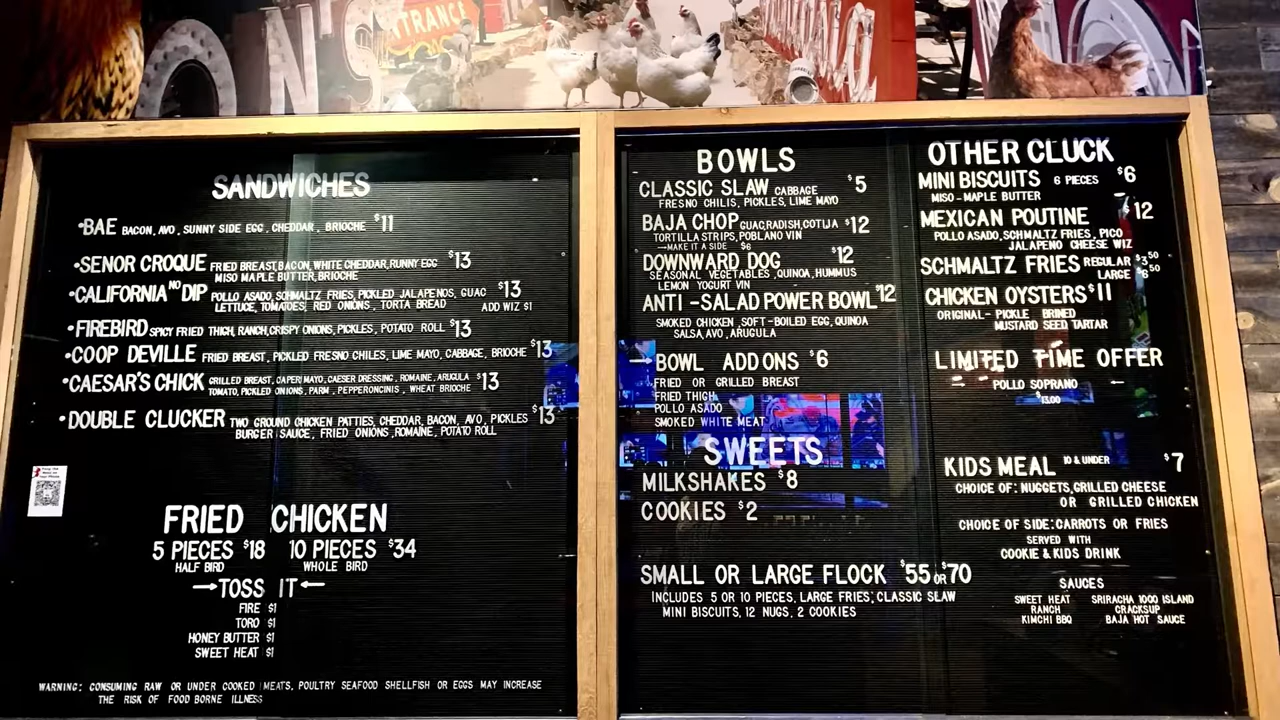 ON'S
ENTRANCE
SANDWICHES
•BAE BACON, AVO, SUNNY SIDE EGG, CHEDDAR, BRIOCHE $11
•SENOR CROQUE FRIED BREAST,BACON,WHITE CHEDDAR,RUNNY EGG $13
MISO MAPLE BUTTER,BRIOCHE
•CALIFORNIA NO DIP POLLO ASADO,SCHMALTZ FRIES,PICKLED JALAPENOS, GUAC $13
LETTUCE, TOMATOES, RED ONIONS, TORTA BREAD ADD WIZ $1
•FIREBIRD SPICY FRIED THIGH, RANCH,CRISPY ONIONS,PICKLES, POTATO ROLL $13
•COOP DEVILLE FRIED BREAST, PICKLED FRESNO CHILES, LIME MAYO, CABBAGE, BRIOCHE $13
•CAESAR'S CHICK GRILLED BREAST, CAPER MAYO, CAESER DRESSING, ROMAINE, ARUGULA $13
TOMATO, PICKLED ONIONS, PARM, PEPPERONCINIS, WHEAT BRIOCHE
•DOUBLE CLUCKER TWO GROUND CHICKEN PATTIES, CHEDDAR, BACON, AVO, PICKLES $13
BURGER SAUCE, FRIED ONIONS, ROMAINE, POTATO ROLL
FRIED CHICKEN
5 PIECES $18 10 PIECES $34
HALF BIRD WHOLE BIRD
→TOSS IT←
FIRE $1
TORO $1
HONEY BUTTER $1
SWEET HEAT $1
WARNING: CONSUMING RAW OR UNDER COOKED MEATS, POULTRY SEAFOOD SHELLFISH OR EGGS MAY INCREASE
THE RISK OF FOOD BORNE ILLNESS
BOWLS
CLASSIC SLAW CABBAGE $5
FRESNO CHILIS, PICKLES, LIME MAYO
BAJA CHOP GUAC,RADISH,COTIJA $12
TORTILLA STRIPS,POBLANO VIN
→MAKE IT A SIDE $6
DOWNWARD DOG $12
SEASONAL VEGETABLES, QUINOA, HUMMUS
LEMON YOGURT VIN
ANTI-SALAD POWER BOWL $12
SMOKED CHICKEN, SOFT-BOILED EGG, QUINOA
SALSA, AVO, ARUGULA
→BOWL ADD ONS $6
FRIED OR GRILLED BREAST
FRIED THIGH
POLLO ASADO
SMOKED WHITE MEAT
SWEETS
MILKSHAKES $8
COOKIES $2
SMALL OR LARGE FLOCK $55 OR $70
INCLUDES 5 OR 10 PIECES, LARGE FRIES, CLASSIC SLAW
MINI BISCUITS, 12 NUGS, 2 COOKIES
OTHER CLUCK
MINI BISCUITS 6 PIECES $6
MISO-MAPLE BUTTER
MEXICAN POUTINE $12
POLLO ASADO,SCHMALTZ FRIES, PICO
JALAPENO CHEESE WIZ
SCHMALTZ FRIES REGULAR $3.50
LARGE $6.50
CHICKEN OYSTERS $11
ORIGINAL- PICKLE BRINED
MUSTARD SEED TARTAR
LIMITED TIME OFFER
POLLO SOPRANO
$13.00
KIDS MEAL 10 & UNDER $7
CHOICE OF: NUGGETS,GRILLED CHEESE
OR GRILLED CHICKEN
CHOICE OF SIDE:CARROTS OR FRIES
SERVED WITH
COOKIE & KIDS DRINK
SAUCES
SWEET HEAT SRIRACHA 1000 ISLAND
RANCH CRACKSUP
KIMCHI BBQ BAJA HOT SAUCE